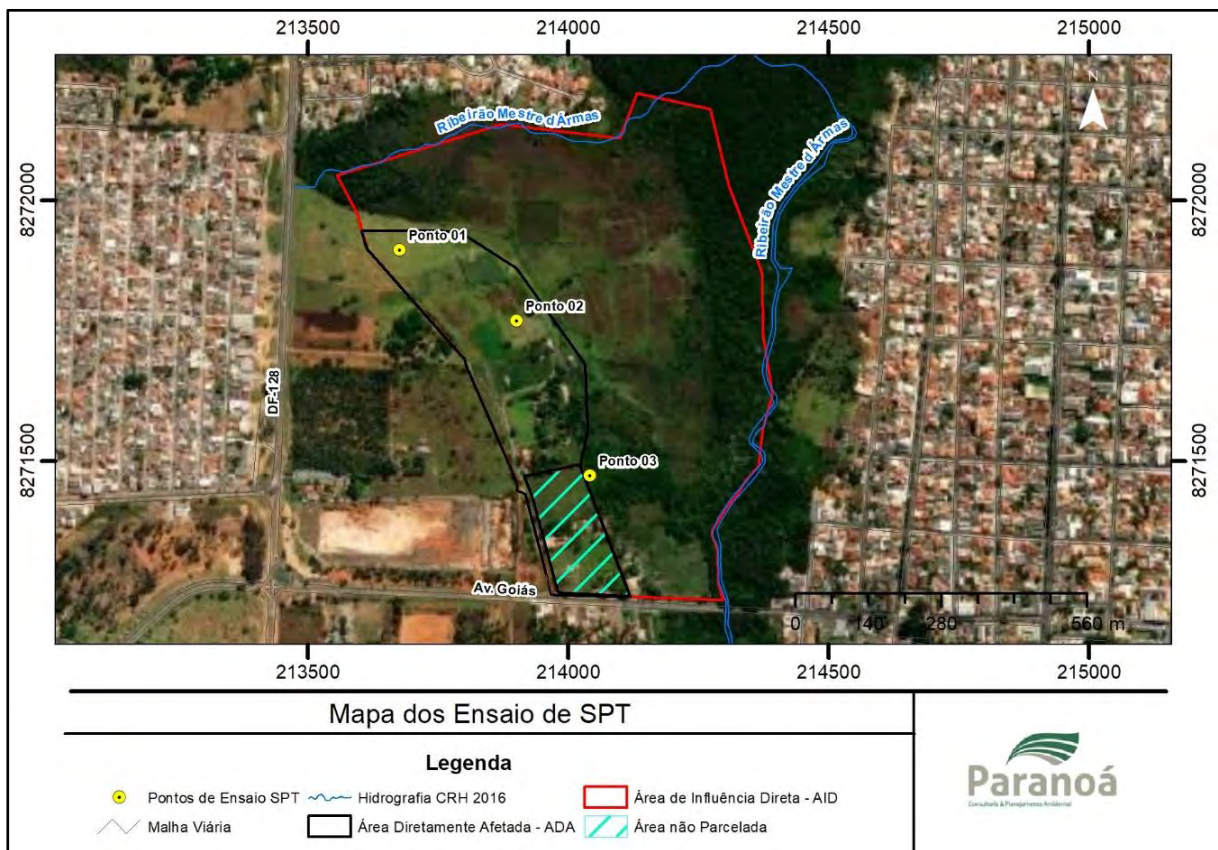 213500 214000 214500 215000
N
Ribeirão Mestre d'Armas
Ribeirão Mestre d'Armas
8272000
8272000
Ponto 01
Ponto 02
DF-128
Ponto 03
8271500
8271500
Av. Goiás
0 140 280 560 m
213500 214000 214500 215000
Mapa dos Ensaio de SPT
Legenda
Pontos de Ensaio SPT Hidrografia CRH 2016 Área de Influência Direta - AID
Malha Viária Área Diretamente Afetada - ADA Área não Parcelada
Paranoá
Consultoria & Planejamento Ambiental